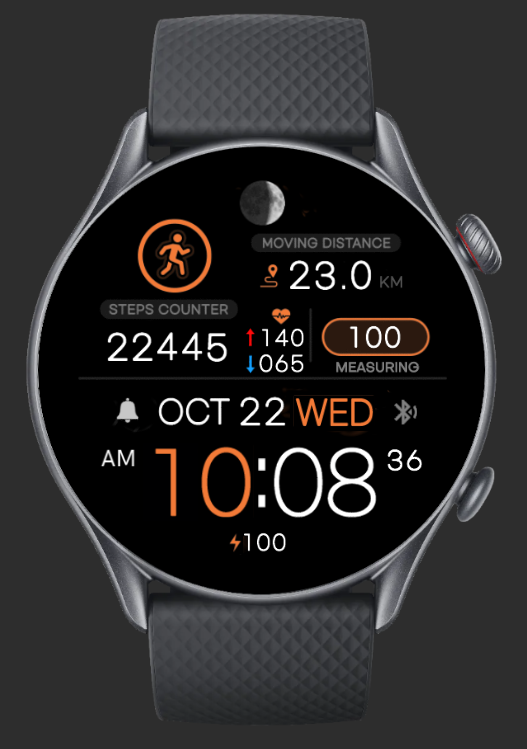 MOVING DISTANCE
23.0 KM
STEPS COUNTER
22445
140
065
100
MEASURING
OCT 22 WED
AM 10:08 36
100